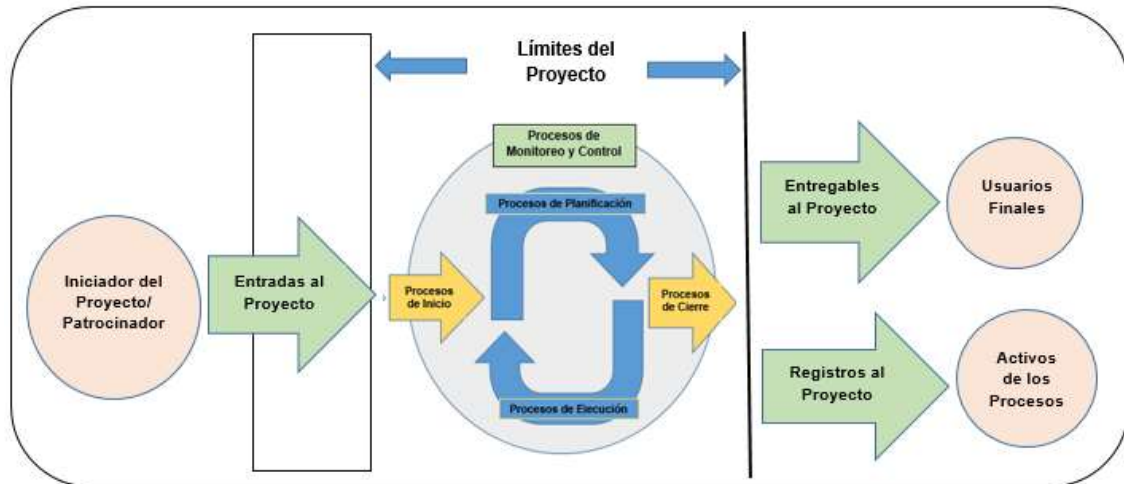 Límites del
Proyecto
Procesos de
Monitoreo y Control
Procesos de Planificación
Iniciador del
Proyecto/
Patrocinador
Entradas al
Proyecto
Procesos
de Inicio
Procesos
de Cierre
Procesos de Ejecución
Entregables
al Proyecto
Usuarios
Finales
Registros al
Proyecto
Activos
de los
Procesos